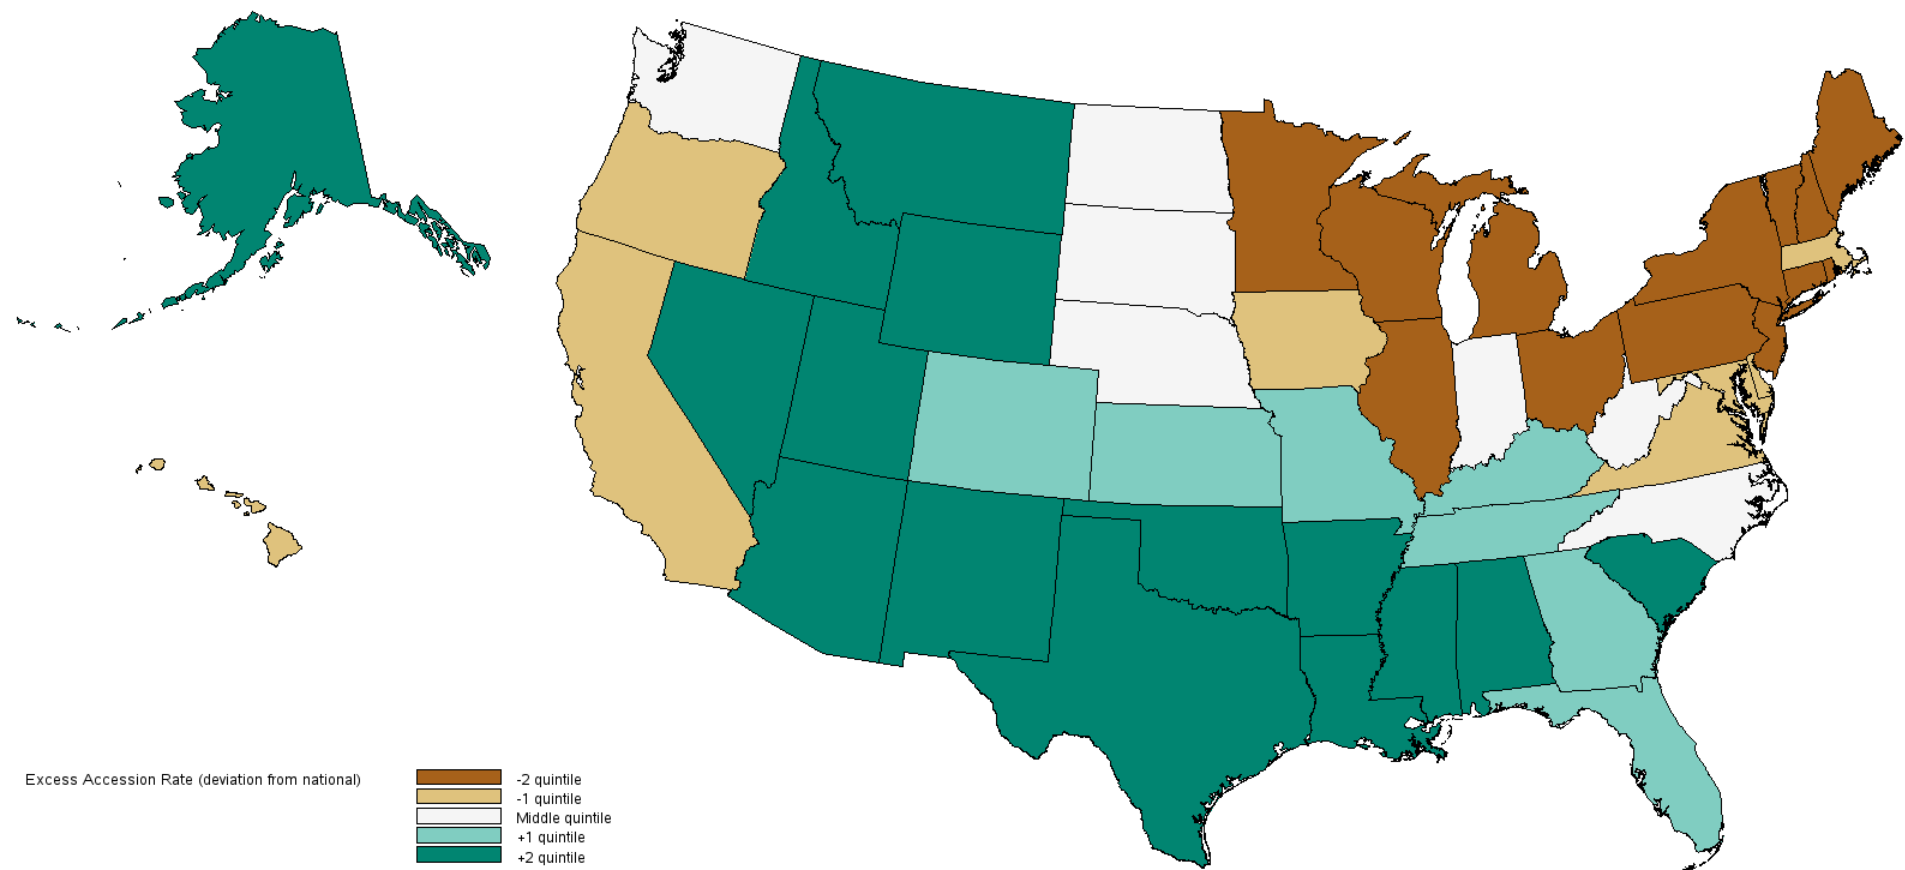 Excess Accession Rate (deviation from national)
-2 quintile
-1 quintile
Middle quintile
+1 quintile
+2 quintile